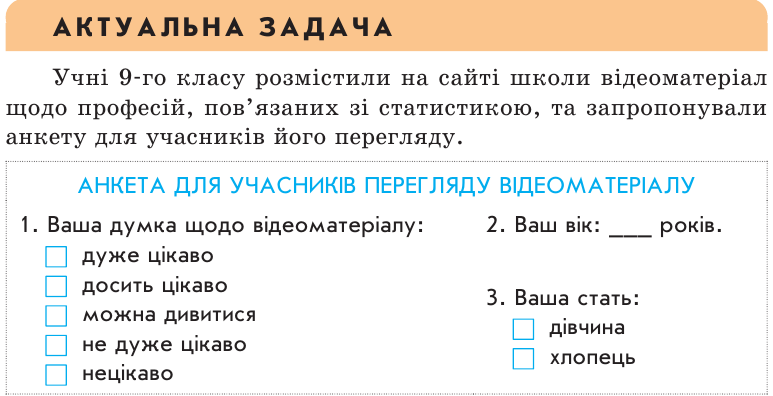 АКТУАЛЬНА ЗАДАЧА
Учні 9-го класу розмістили на сайті школи відеоматеріал
щодо професій, пов’язаних зі статистикою, та запропонували
анкету для учасників його перегляду.
АНКЕТА ДЛЯ УЧАСНИКІВ ПЕРЕГЛЯДУ ВІДЕОМАТЕРІАЛУ
1. Ваша думка щодо відеоматеріалу:
дуже цікаво
досить цікаво
можна дивитися
не дуже цікаво
нецікаво
2. Ваш вік: ___ років.
3. Ваша стать:
дівчина
хлопець